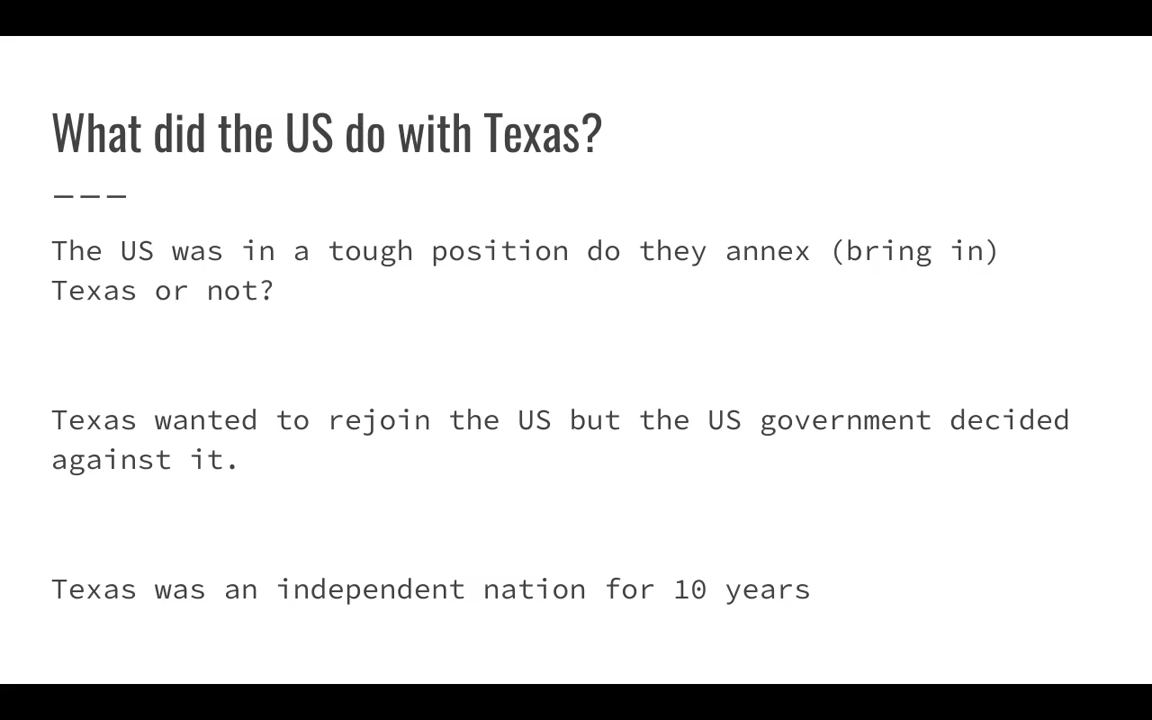 What did the US do with Texas?
The US was in a tough position do they annex (bring in)
Texas or not?
Texas wanted to rejoin the US but the US government decided
against it.
Texas was an independent nation for 10 years